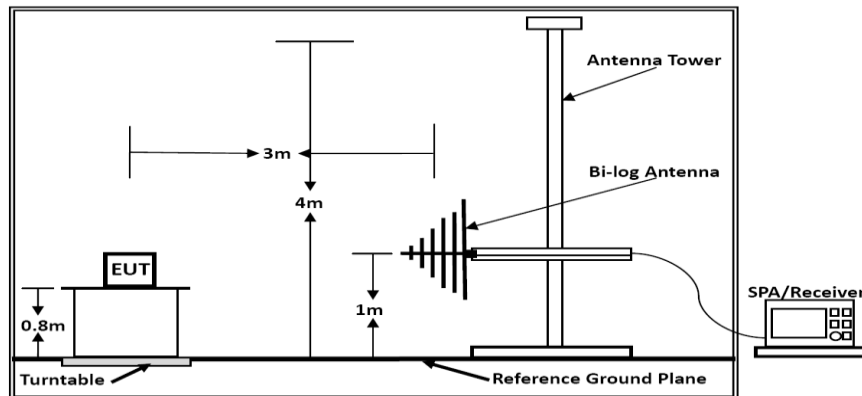 Antenna Tower
3m
Bi-log Antenna
4m
EUT
1m
SPA/Receiver
0.8m
Turntable
Reference Ground Plane